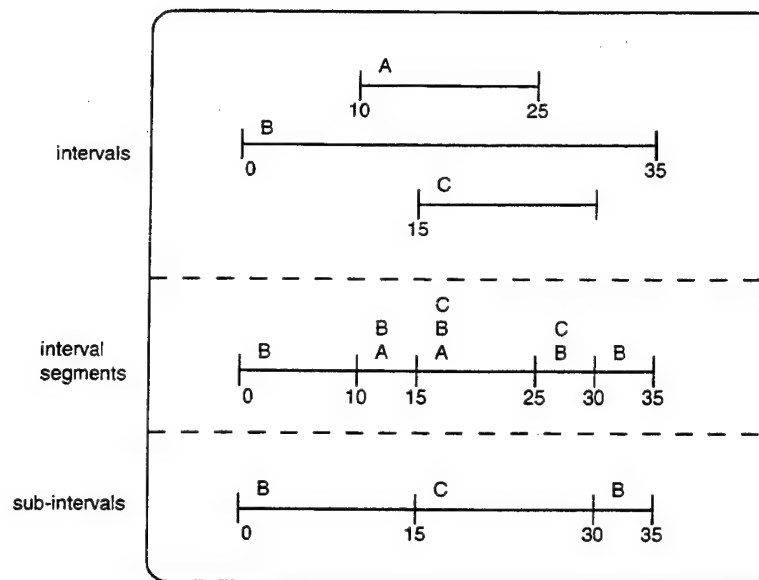 A
10 25
B
intervals
0 35
C
15
C
B B C
B A A B B
interval
segments
0 10 15 25 30 35
B C B
sub-intervals
0 15 30 35